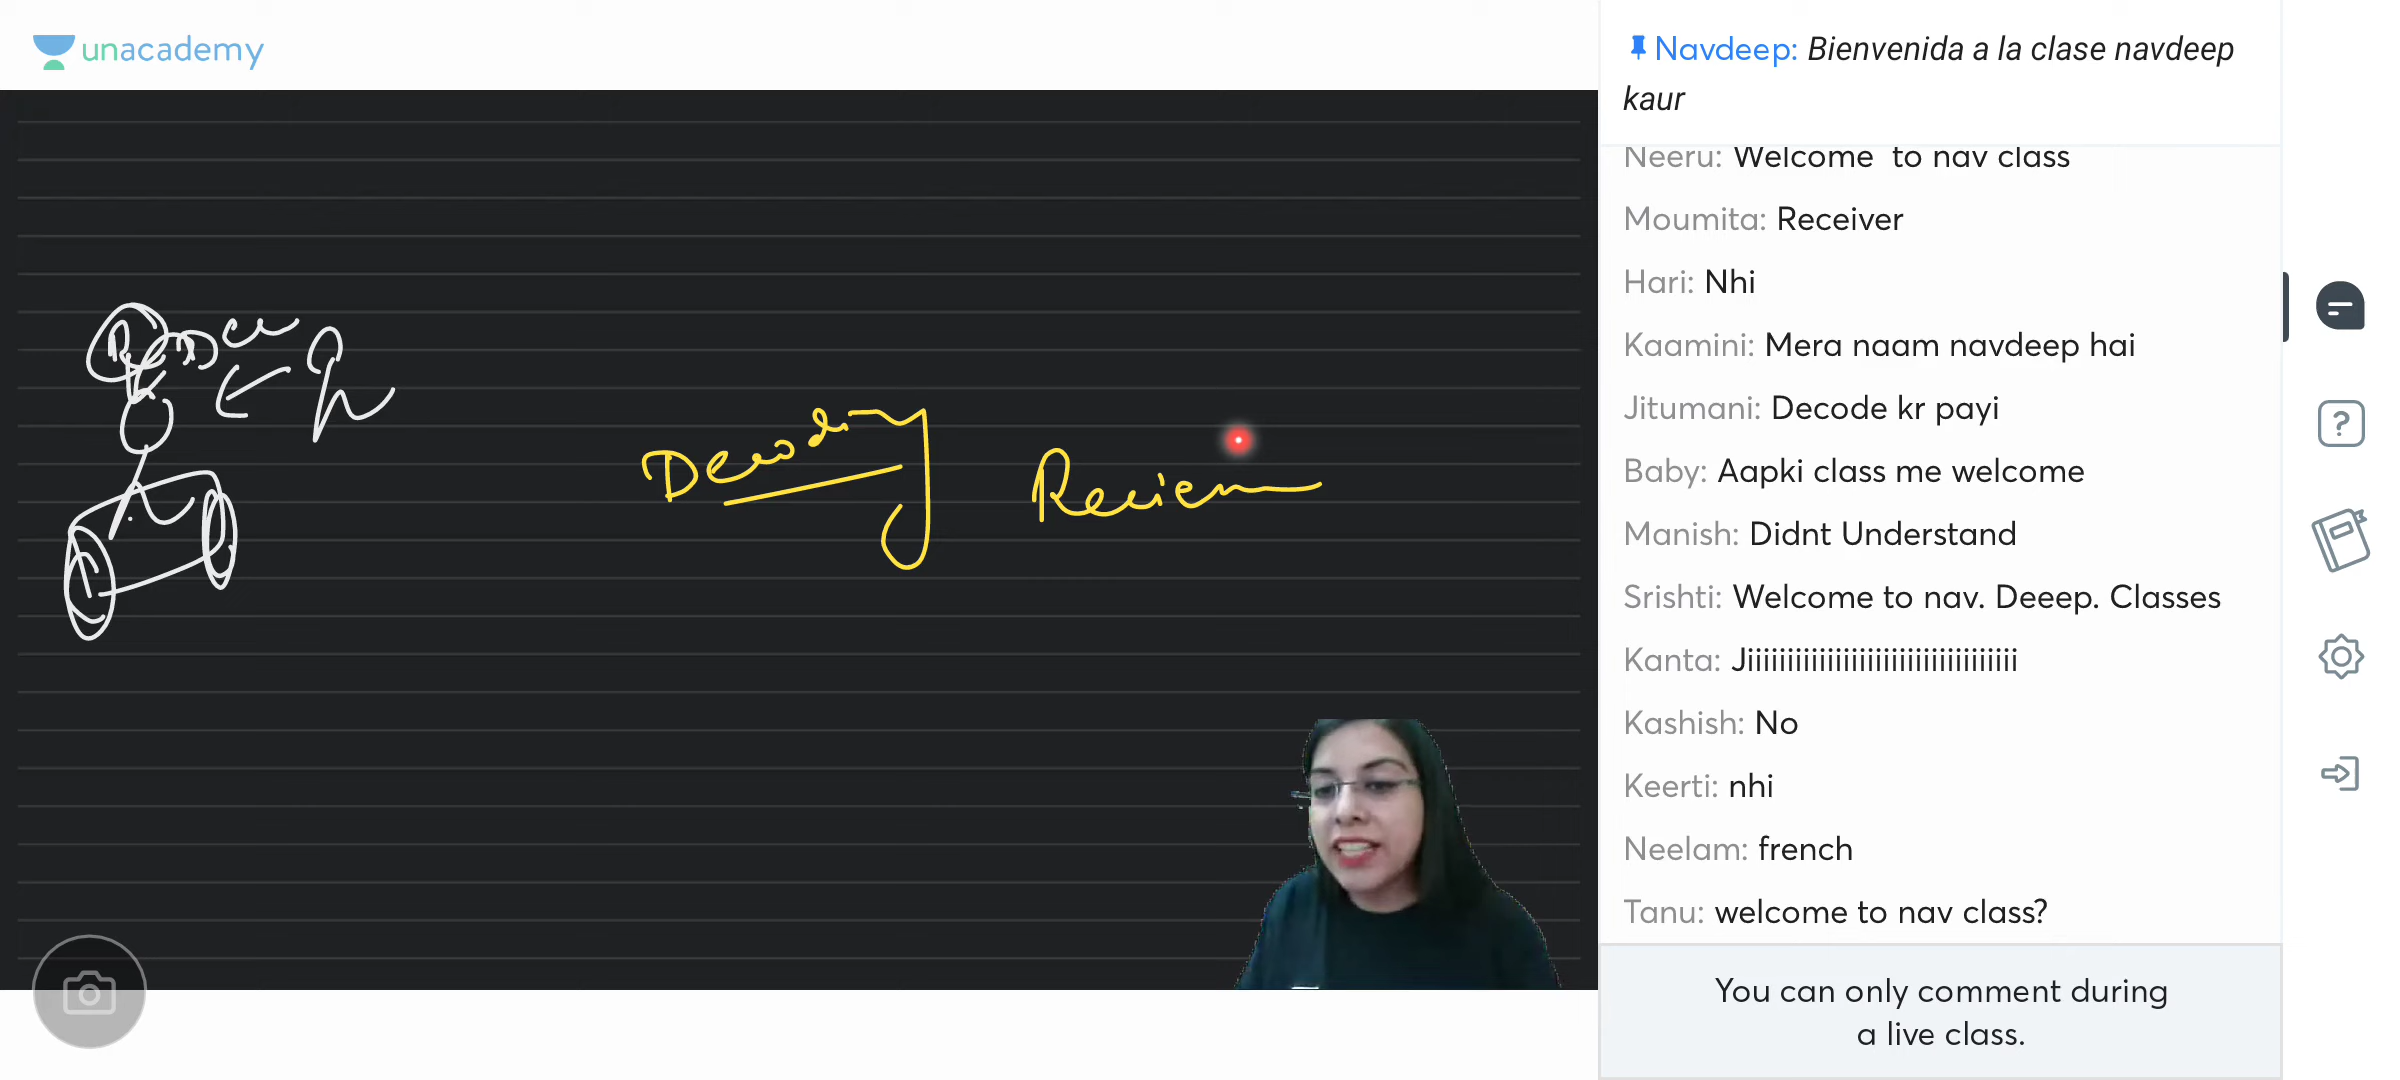 unacademy
Decoding
Reciever
Navdeep: Bienvenida a la clase navdeep
kaur
Neeru: Welcome to nav class
Moumita: Receiver
Hari: Nhi
Kaamini: Mera naam navdeep hai
Jitumani: Decode kr payi
Baby: Aapki class me welcome
Manish: Didnt Understand
Srishti: Welcome to nav. Deeep. Classes
Kanta: Jiiiiiiiiiiiiiiiiiiiiiiiiiiiiiiiiii
Kashish: No
Keerti: nhi
Neelam: french
Tanu: welcome to nav class?
You can only comment during
a live class.